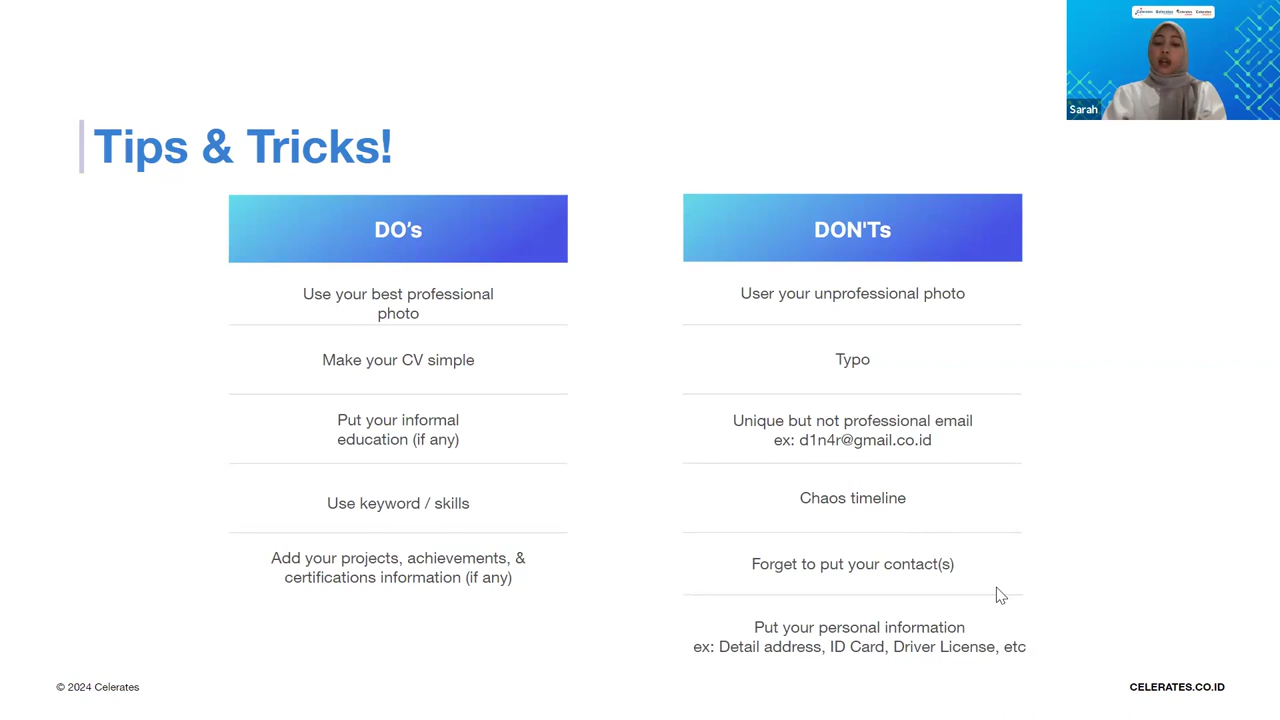 Sarah
Tips & Tricks!
DO's
Use your best professional
photo
Make your CV simple
Put your informal
education (if any)
Use keyword / skills
Add your projects, achievements, &
certifications information (if any)
DON'Ts
User your unprofessional photo
Typo
Unique but not professional email
ex: d1n4r@gmail.co.id
Chaos timeline
Forget to put your contact(s)
Put your personal information
ex: Detail address, ID Card, Driver License, etc
© 2024 Celerates
CELERATES.CO.ID